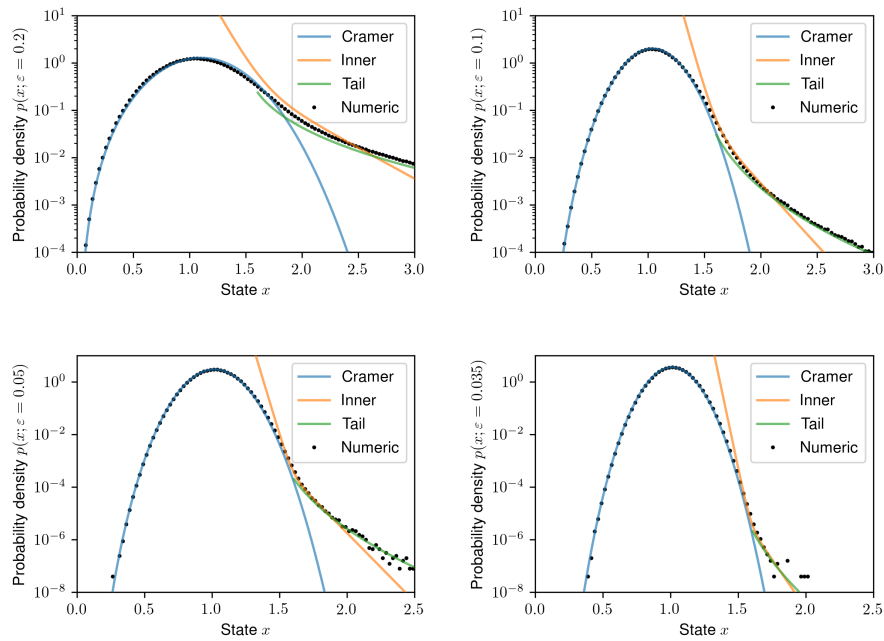 Probability density p(x; ε = 0.2)
10^1
10^0
10^−1
10^−2
10^−3
10^−4
0.0 0.5 1.0 1.5 2.0 2.5 3.0
State x
Cramer
Inner
Tail
Numeric
Probability density p(x; ε = 0.1)
10^1
10^0
10^−1
10^−2
10^−3
10^−4
0.0 0.5 1.0 1.5 2.0 2.5 3.0
State x
Cramer
Inner
Tail
Numeric
Probability density p(x; ε = 0.05)
10^0
10^−2
10^−4
10^−6
10^−8
0.0 0.5 1.0 1.5 2.0 2.5
State x
Cramer
Inner
Tail
Numeric
Probability density p(x; ε = 0.035)
10^0
10^−2
10^−4
10^−6
10^−8
0.0 0.5 1.0 1.5 2.0 2.5
State x
Cramer
Inner
Tail
Numeric